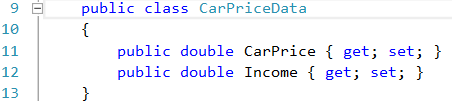 9 public class CarPriceData
10 {
11 public double CarPrice { get; set; }
12 public double Income { get; set; }
13 }